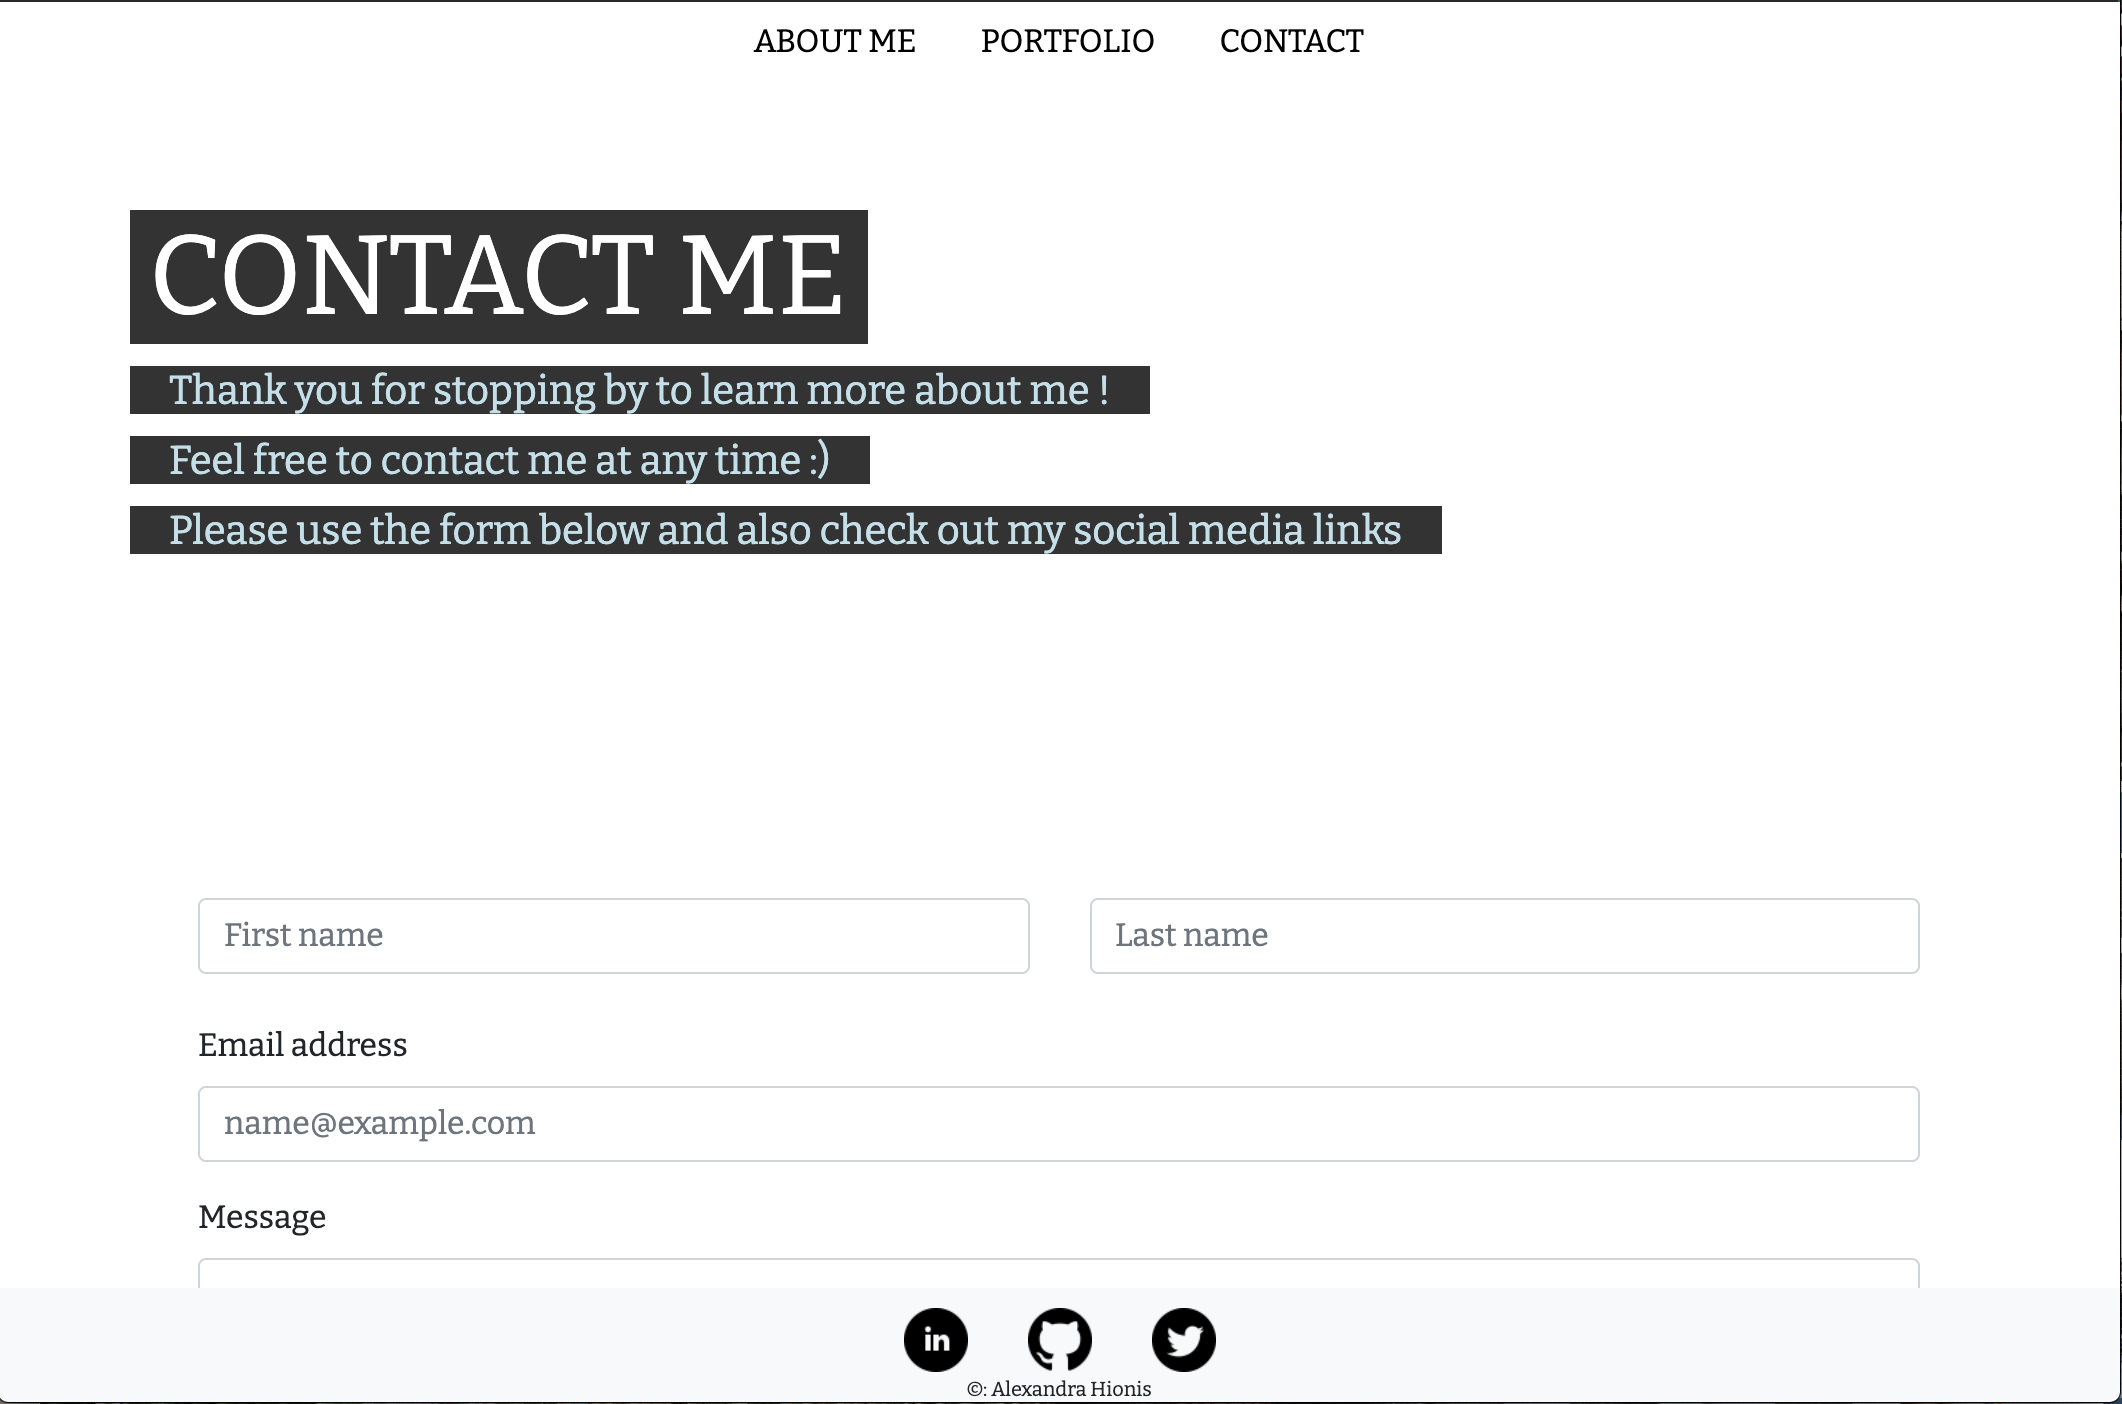 ABOUT ME PORTFOLIO CONTACT
CONTACT ME
Thank you for stopping by to learn more about me !
Feel free to contact me at any time :)
Please use the form below and also check out my social media links
First name Last name
Email address
name@example.com
Message
in
©: Alexandra Hionis